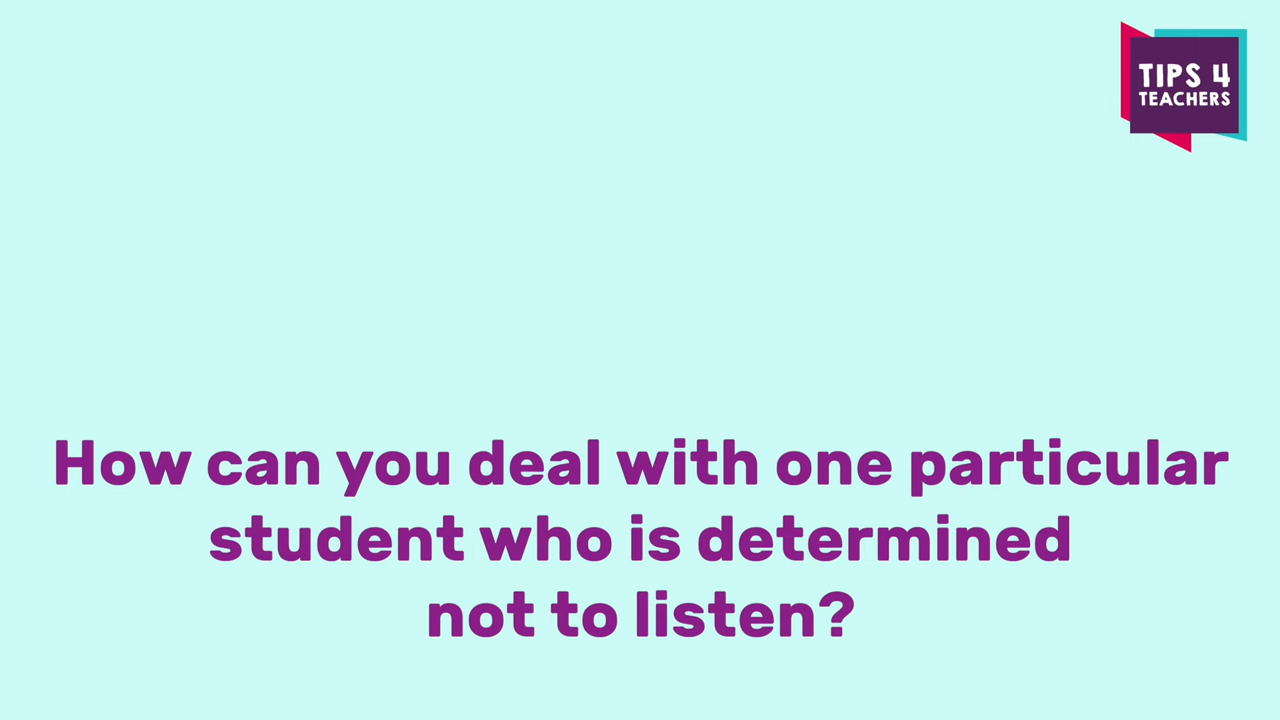 TIPS 4
TEACHERS
How can you deal with one particular
student who is determined
not to listen?